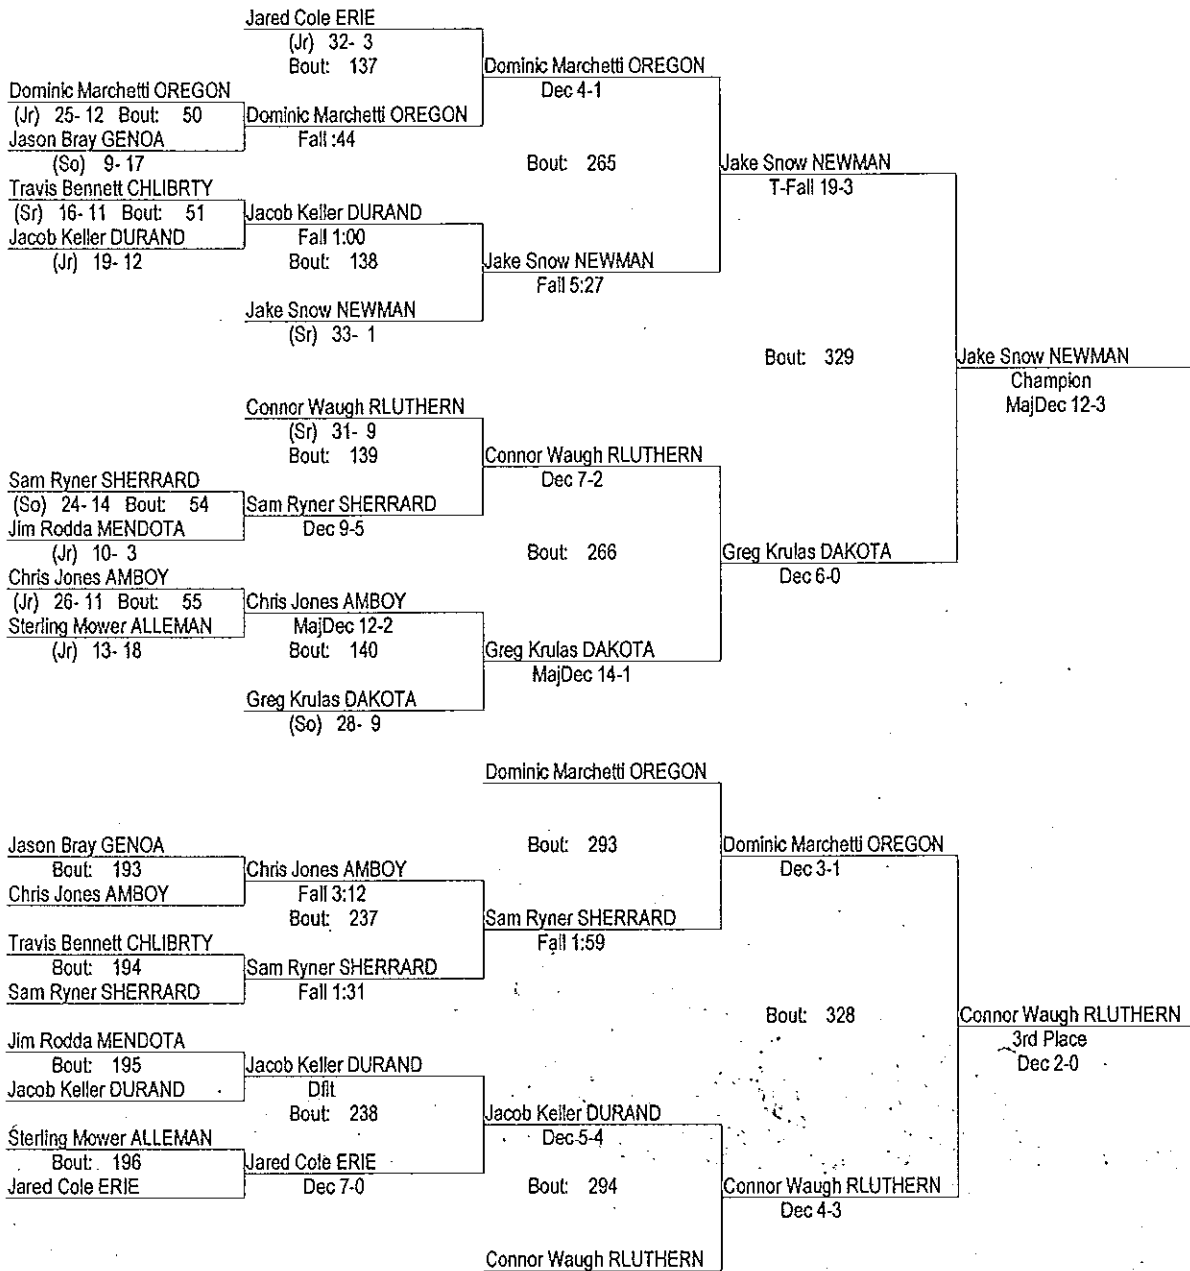 Jared Cole ERIE
(Jr) 32- 3
Bout: 137
Dominic Marchetti OREGON
Dec 4-1
Dominic Marchetti OREGON
(Jr) 25- 12 Bout: 50
Dominic Marchetti OREGON
Fall :44
Jason Bray GENOA
(So) 9- 17
Bout: 265
Jake Snow NEWMAN
T-Fall 19-3
Travis Bennett CHLIBRTY
(Sr) 16- 11 Bout: 51
Jacob Keller DURAND
Fall 1:00
Jacob Keller DURAND
(Jr) 19- 12
Bout: 138
Jake Snow NEWMAN
Fall 5:27
Jake Snow NEWMAN
(Sr) 33- 1
Bout: 329
Jake Snow NEWMAN
Champion
MajDec 12-3
Connor Waugh RLUTHERN
(Sr) 31- 9
Bout: 139
Connor Waugh RLUTHERN
Dec 7-2
Sam Ryner SHERRARD
(So) 24- 14 Bout: 54
Sam Ryner SHERRARD
Dec 9-5
Jim Rodda MENDOTA
(Jr) 10- 3
Bout: 266
Greg Krulas DAKOTA
Dec 6-0
Chris Jones AMBOY
(Jr) 26- 11 Bout: 55
Chris Jones AMBOY
MajDec 12-2
Sterling Mower ALLEMAN
(Jr) 13- 18
Bout: 140
Greg Krulas DAKOTA
MajDec 14-1
Greg Krulas DAKOTA
(So) 28- 9
Dominic Marchetti OREGON
Bout: 293
Dominic Marchetti OREGON
Dec 3-1
Jason Bray GENOA
Bout: 193
Chris Jones AMBOY
Chris Jones AMBOY
Fall 3:12
Bout: 237
Sam Ryner SHERRARD
Fall 1:59
Travis Bennett CHLIBRTY
Bout: 194
Sam Ryner SHERRARD
Sam Ryner SHERRARD
Fall 1:31
Bout: 328
Connor Waugh RLUTHERN
3rd Place
Dec 2-0
Jim Rodda MENDOTA
Bout: 195
Jacob Keller DURAND
Jacob Keller DURAND
Dflt
Bout: 238
Jacob Keller DURAND
Dec 5-4
Sterling Mower ALLEMAN
Bout: 196
Jared Cole ERIE
Jared Cole ERIE
Dec 7-0
Bout: 294
Connor Waugh RLUTHERN
Dec 4-3
Connor Waugh RLUTHERN